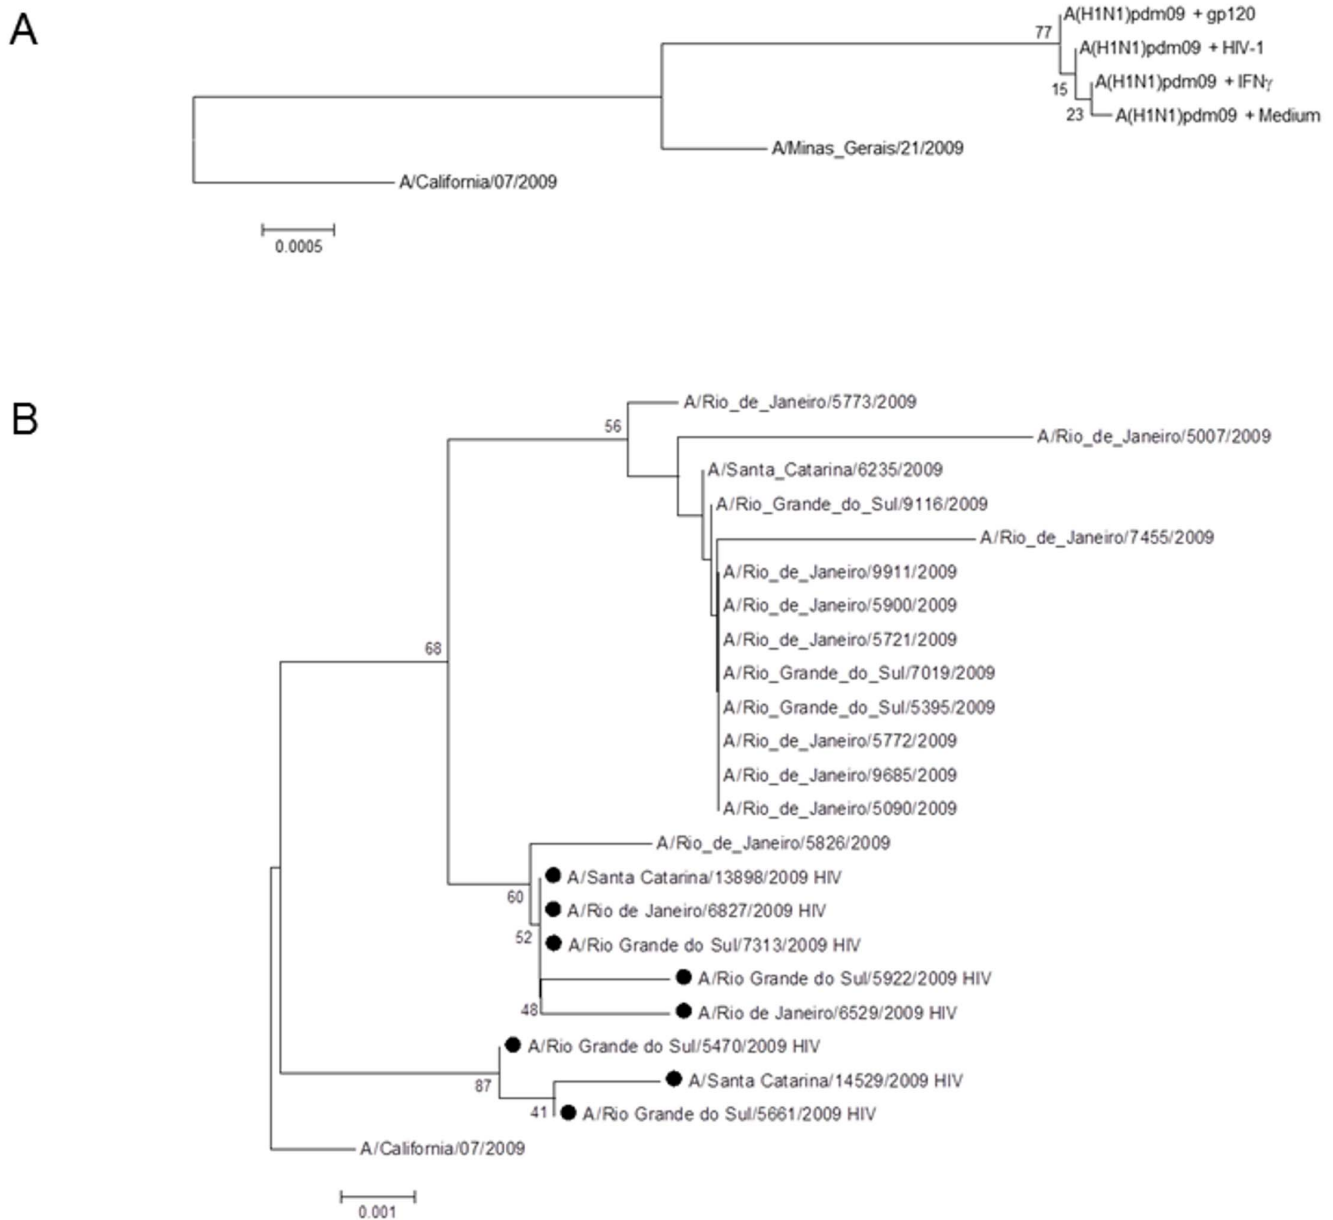 A
A(H1N1)pdm09 + gp120
77
A(H1N1)pdm09 + HIV-1
A(H1N1)pdm09 + IFNγ
15
A(H1N1)pdm09 + Medium
23
A/Minas_Gerais/21/2009
A/California/07/2009
0.0005
B
A/Rio_de_Janeiro/5773/2009
56
A/Rio_de_Janeiro/5007/2009
A/Santa_Catarina/6235/2009
A/Rio_Grande_do_Sul/9116/2009
A/Rio_de_Janeiro/7455/2009
A/Rio_de_Janeiro/9911/2009
A/Rio_de_Janeiro/5900/2009
A/Rio_de_Janeiro/5721/2009
68
A/Rio_Grande_do_Sul/7019/2009
A/Rio_Grande_do_Sul/5395/2009
A/Rio_de_Janeiro/5772/2009
A/Rio_de_Janeiro/9685/2009
A/Rio_de_Janeiro/5090/2009
A/Rio_de_Janeiro/5826/2009
A/Santa Catarina/13898/2009 HIV
60
A/Rio de Janeiro/6827/2009 HIV
52
A/Rio Grande do Sul/7313/2009 HIV
A/Rio Grande do Sul/5922/2009 HIV
48
A/Rio de Janeiro/6529/2009 HIV
A/Rio Grande do Sul/5470/2009 HIV
87
A/Santa Catarina/14529/2009 HIV
41
A/Rio Grande do Sul/5661/2009 HIV
A/California/07/2009
0.001